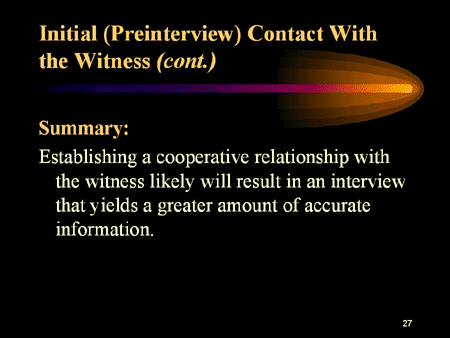 Initial (Preinterview) Contact With
the Witness (cont.)
Summary:
Establishing a cooperative relationship with
the witness likely will result in an interview
that yields a greater amount of accurate
information.
27